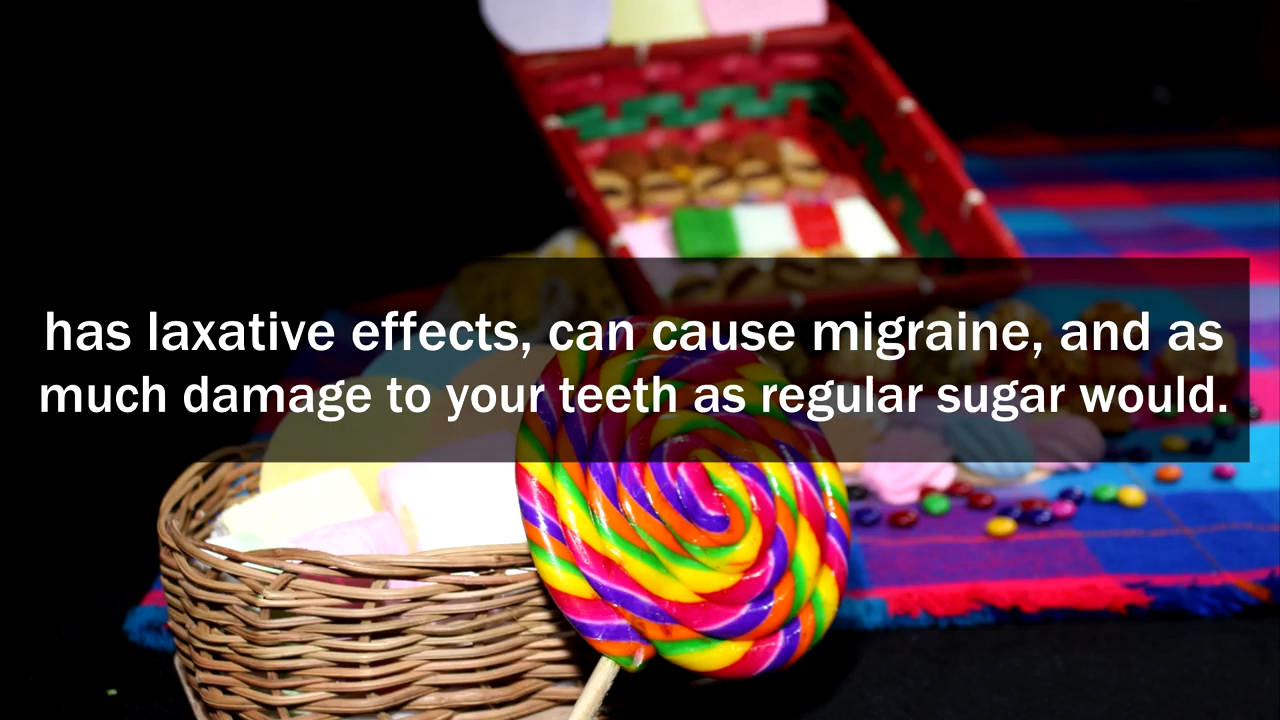 has laxative effects, can cause migraine, and as
much damage to your teeth as regular sugar would.